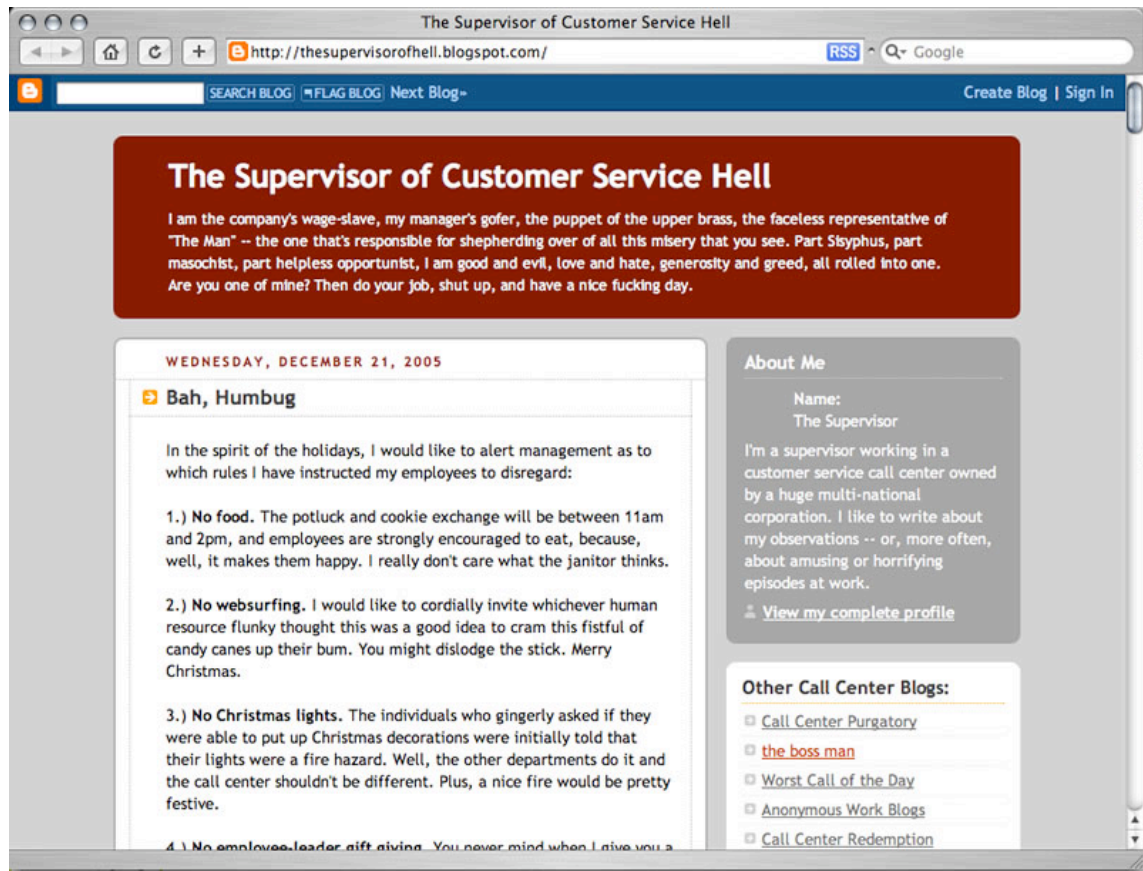 The Supervisor of Customer Service Hell
http://thesupervisorofhell.blogspot.com/
RSS
Google
SEARCH BLOG FLAG BLOG Next Blog»
Create Blog | Sign In
The Supervisor of Customer Service Hell
I am the company's wage-slave, my manager's gofer, the puppet of the upper brass, the faceless representative of
"The Man" -- the one that's responsible for shepherding over of all this misery that you see. Part Sisyphus, part
masochist, part helpless opportunist, I am good and evil, love and hate, generosity and greed, all rolled into one.
Are you one of mine? Then do your job, shut up, and have a nice fucking day.
WEDNESDAY, DECEMBER 21, 2005
Bah, Humbug
In the spirit of the holidays, I would like to alert management as to
which rules I have instructed my employees to disregard:
1.) No food. The potluck and cookie exchange will be between 11am
and 2pm, and employees are strongly encouraged to eat, because,
well, it makes them happy. I really don't care what the janitor thinks.
2.) No websurfing. I would like to cordially invite whichever human
resource flunky thought this was a good idea to cram this fistful of
candy canes up their bum. You might dislodge the stick. Merry
Christmas.
3.) No Christmas lights. The individuals who gingerly asked if they
were able to put up Christmas decorations were initially told that
their lights were a fire hazard. Well, the other departments do it and
the call center shouldn't be different. Plus, a nice fire would be pretty
festive.
4.) No employee-leader gift giving. You never mind when I give you a
About Me
Name:
The Supervisor
I'm a supervisor working in a
customer service call center owned
by a huge multi-national
corporation. I like to write about
my observations -- or, more often,
about amusing or horrifying
episodes at work.
View my complete profile
Other Call Center Blogs:
Call Center Purgatory
the boss man
Worst Call of the Day
Anonymous Work Blogs
Call Center Redemption